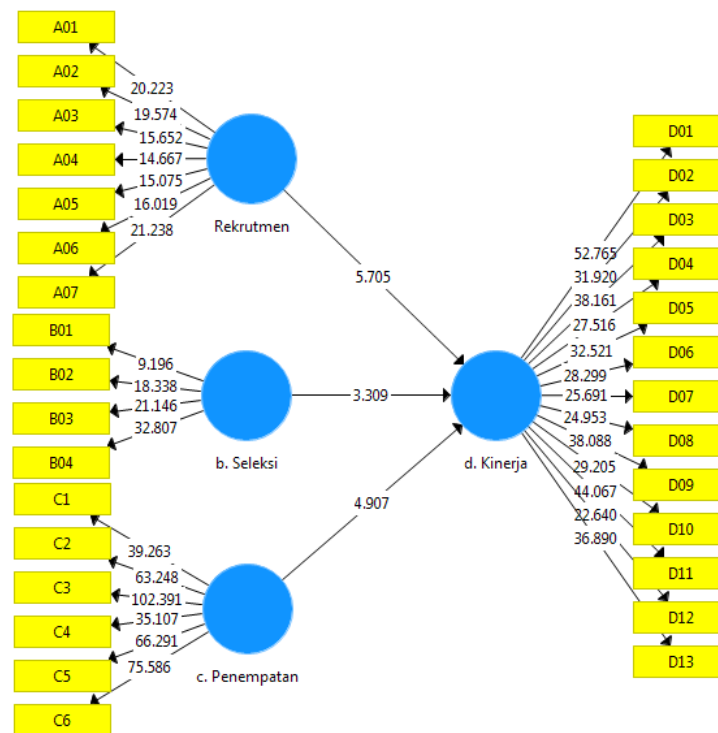 A01
A02
A03
A04
A05
A06
A07
20.223
19.574
15.652
14.667
15.075
16.019
21.238
Rekrutmen
B01
B02
B03
B04
9.196
18.338
21.146
32.807
b. Seleksi
C1
C2
C3
C4
C5
C6
39.263
63.248
102.391
35.107
66.291
75.586
c. Penempatan
5.705
3.309
4.907
d. Kinerja
52.765
31.920
38.161
27.516
32.521
28.299
25.691
24.953
38.088
29.205
44.067
22.640
36.890
D01
D02
D03
D04
D05
D06
D07
D08
D09
D10
D11
D12
D13